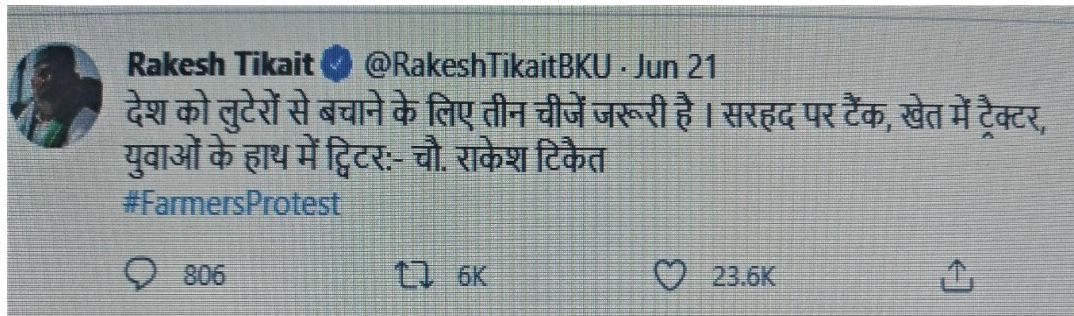 Rakesh Tikait @RakeshTikaitBKU · Jun 21
देश को लुटेरों से बचाने के लिए तीन चीजें जरूरी है । सरहद पर टैंक, खेत में ट्रैक्टर,
युवाओं के हाथ में ट्विटर:- चौ. राकेश टिकैत
#FarmersProtest
806 6K 23.6K